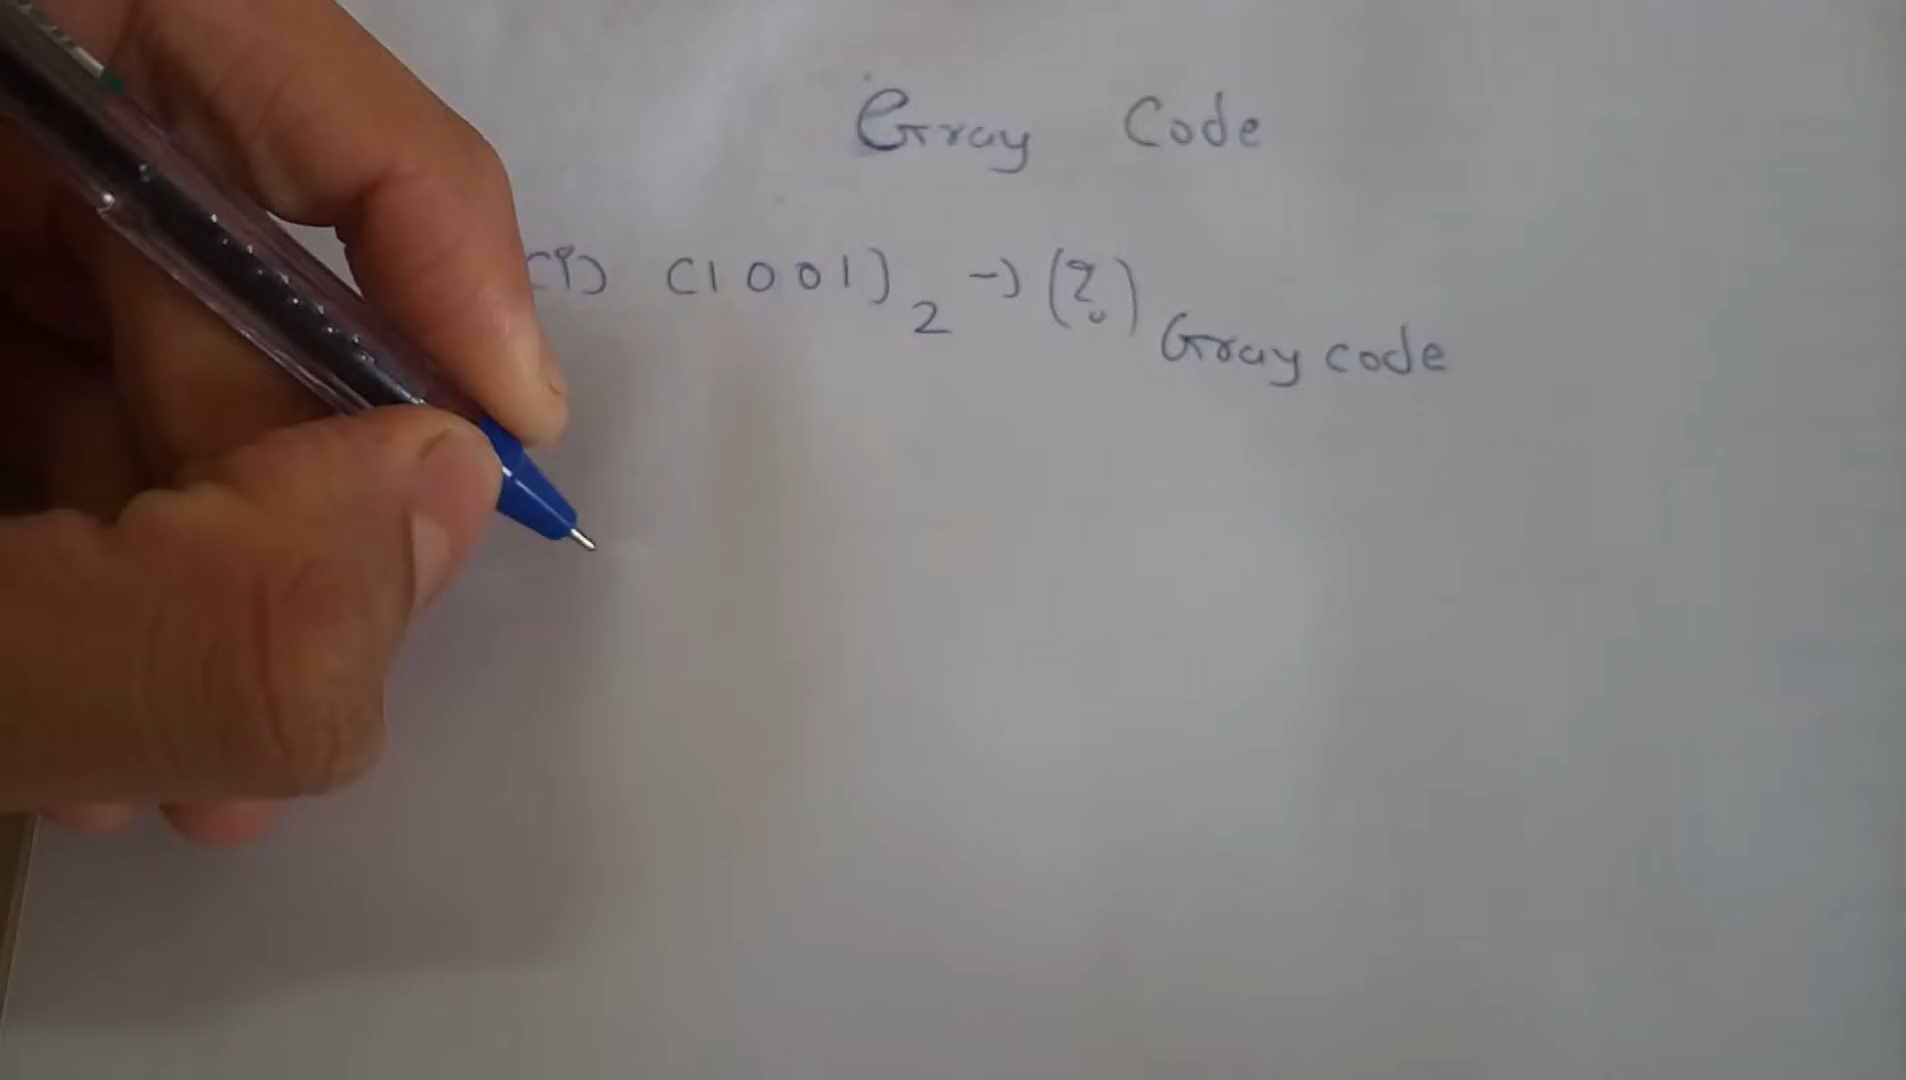 Gray Code
(i) (1001)2 → (?) Gray code